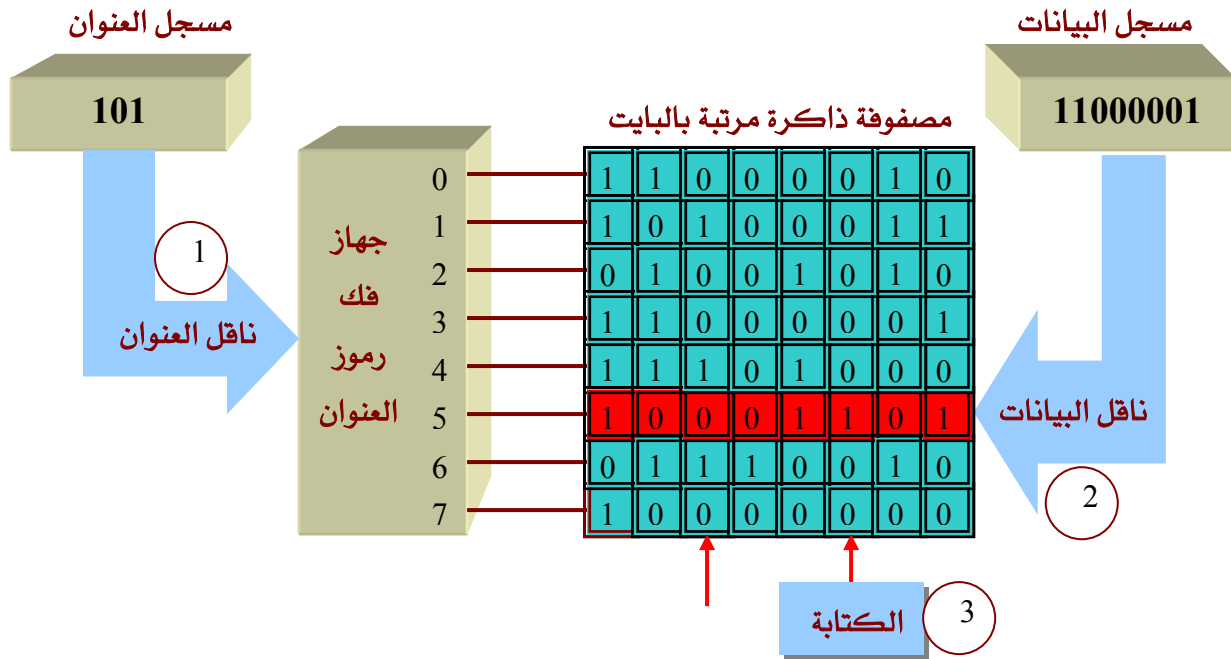 مسجل العنوان
مسجل البيانات
101
11000001
مصفوفة ذاكرة مرتبة بالبايت
0 1 1 0 0 0 0 1 0
1 1 0 1 0 0 0 1 1
2 0 1 0 0 1 0 1 0
3 1 1 0 0 0 0 0 1
4 1 1 1 0 1 0 0 0
5 1 0 0 0 1 1 0 1
6 0 1 1 1 0 0 1 0
7 1 0 0 0 0 0 0 0
جهاز
فك
رموز
العنوان
1
ناقل العنوان
ناقل البيانات
2
الكتابة
3